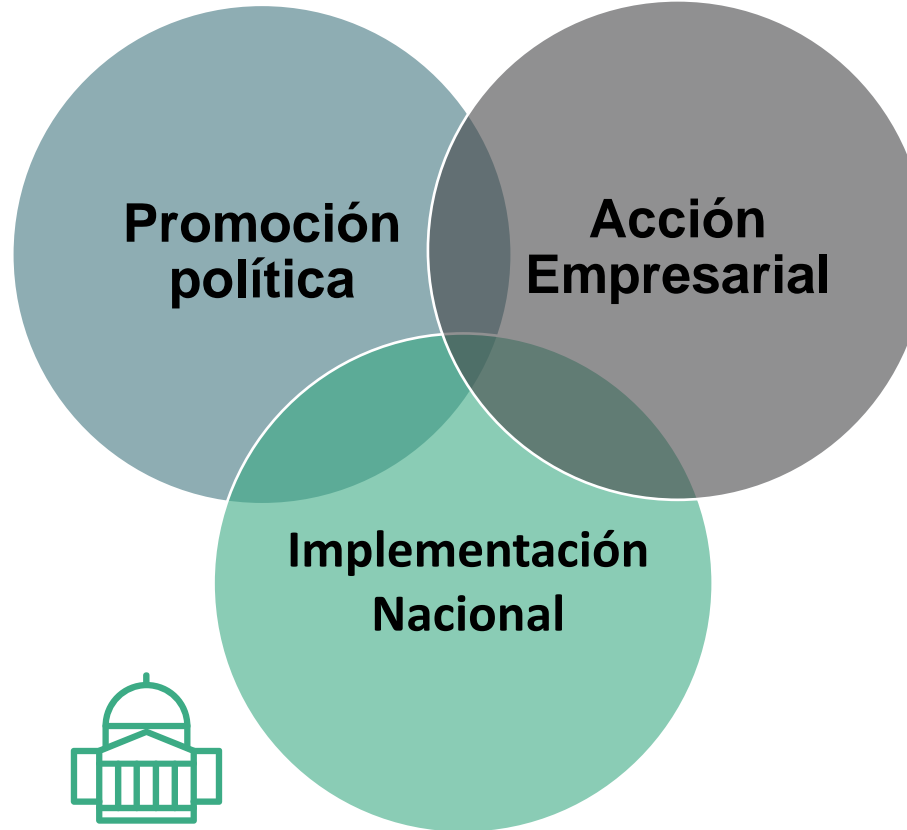 Promoción
política
Acción
Empresarial
Implementación
Nacional